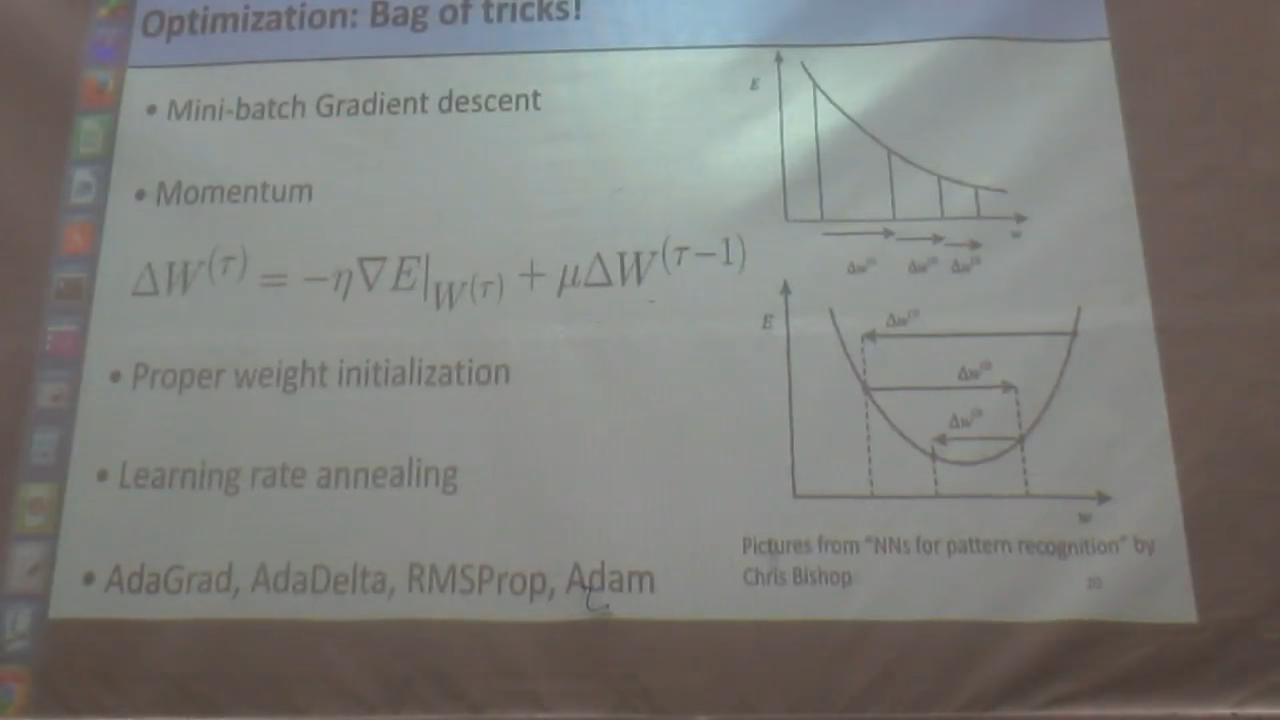 Optimization: Bag of tricks!
• Mini-batch Gradient descent
• Momentum
ΔW^(τ) = −η∇E|_W(τ) + μΔW^(τ−1)
• Proper weight initialization
• Learning rate annealing
• AdaGrad, AdaDelta, RMSProp, Adam
E
w
E
w
Pictures from "NNs for pattern recognition" by
Chris Bishop